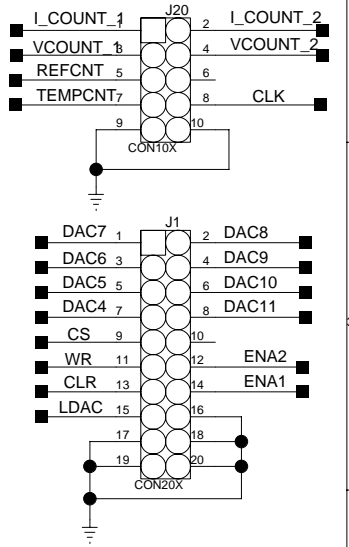 J20
I_COUNT_1 1 2 I_COUNT_2
VCOUNT_1 3 4 VCOUNT_2
REFCNT 5 6
TEMPCNT 7 8 CLK
9 10
CON10X
J1
DAC7 1 2 DAC8
DAC6 3 4 DAC9
DAC5 5 6 DAC10
DAC4 7 8 DAC11
CS 9 10
WR 11 12 ENA2
CLR 13 14 ENA1
LDAC 15 16
17 18
19 20
CON20X